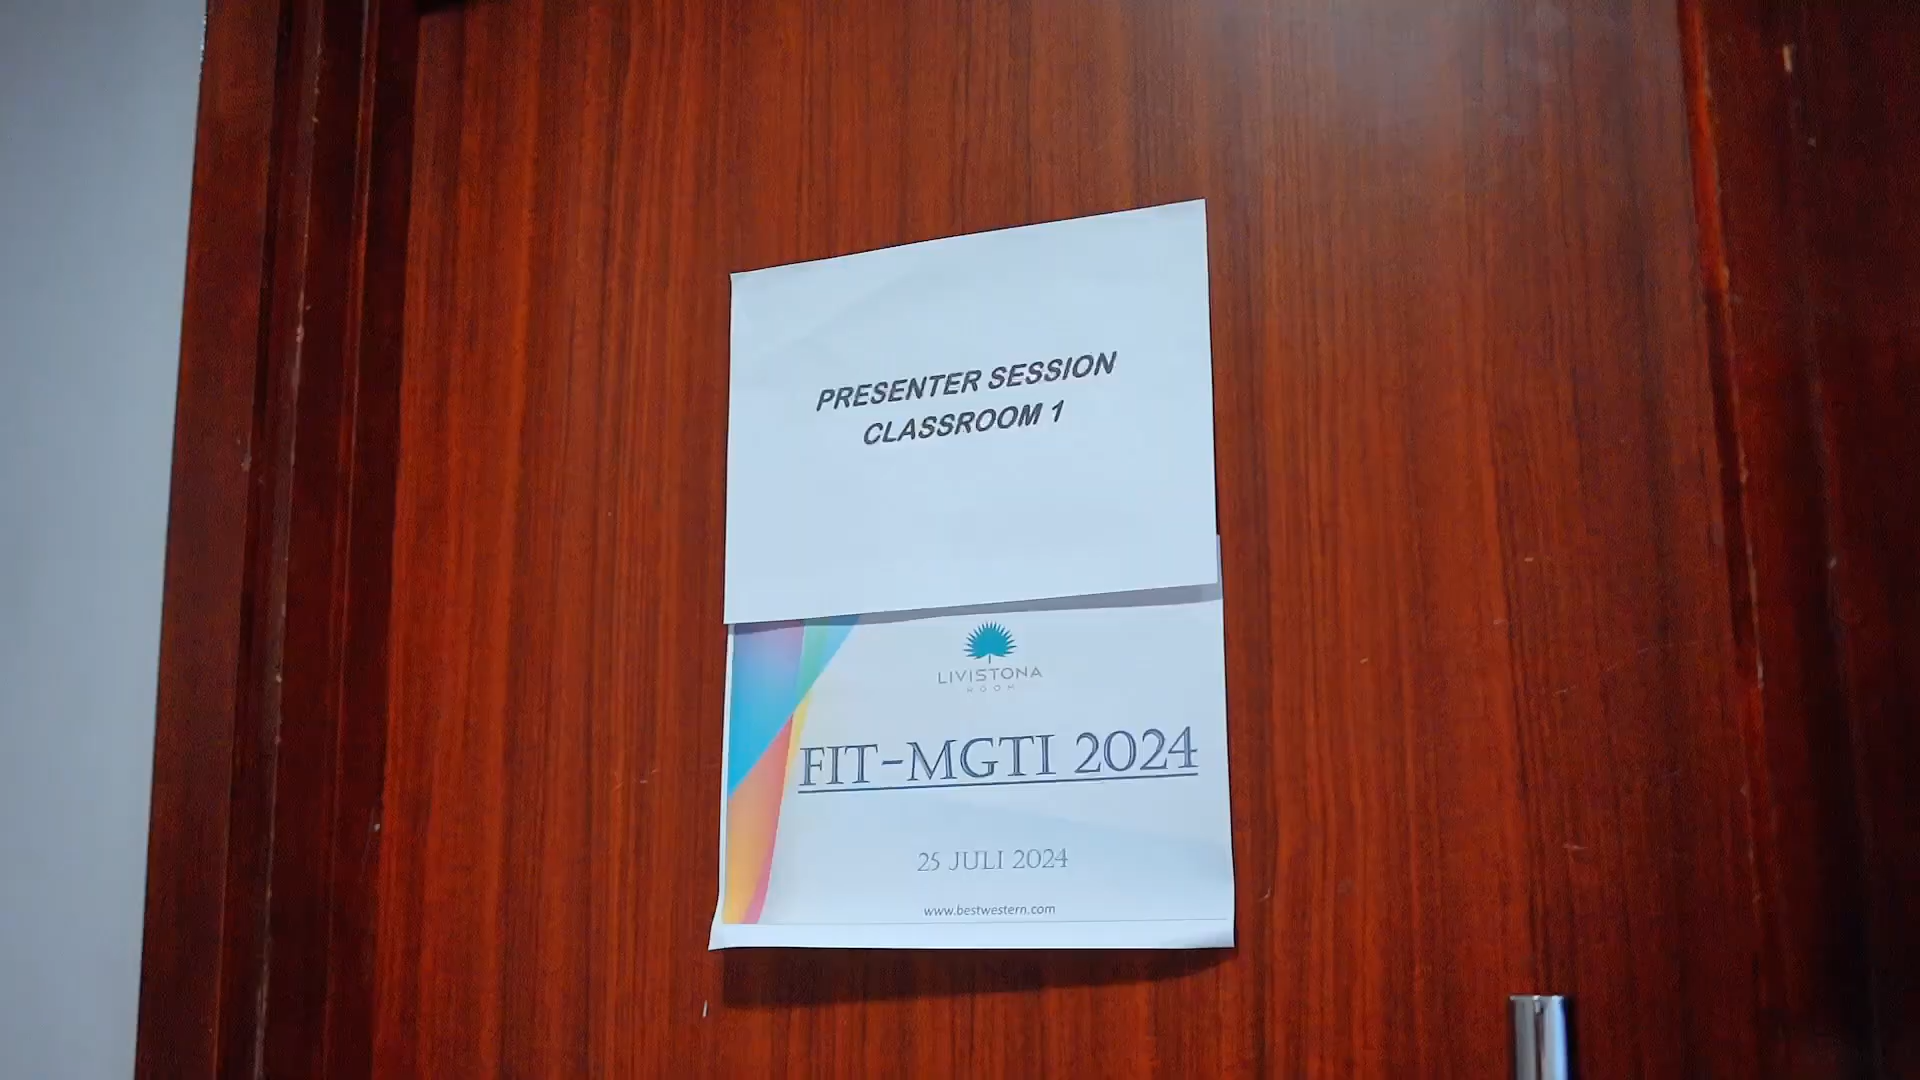 PRESENTER SESSION
CLASSROOM 1
LIVISTONA
ROOM
FIT-MGTI 2024
25 JULI 2024
www.bestwestern.com